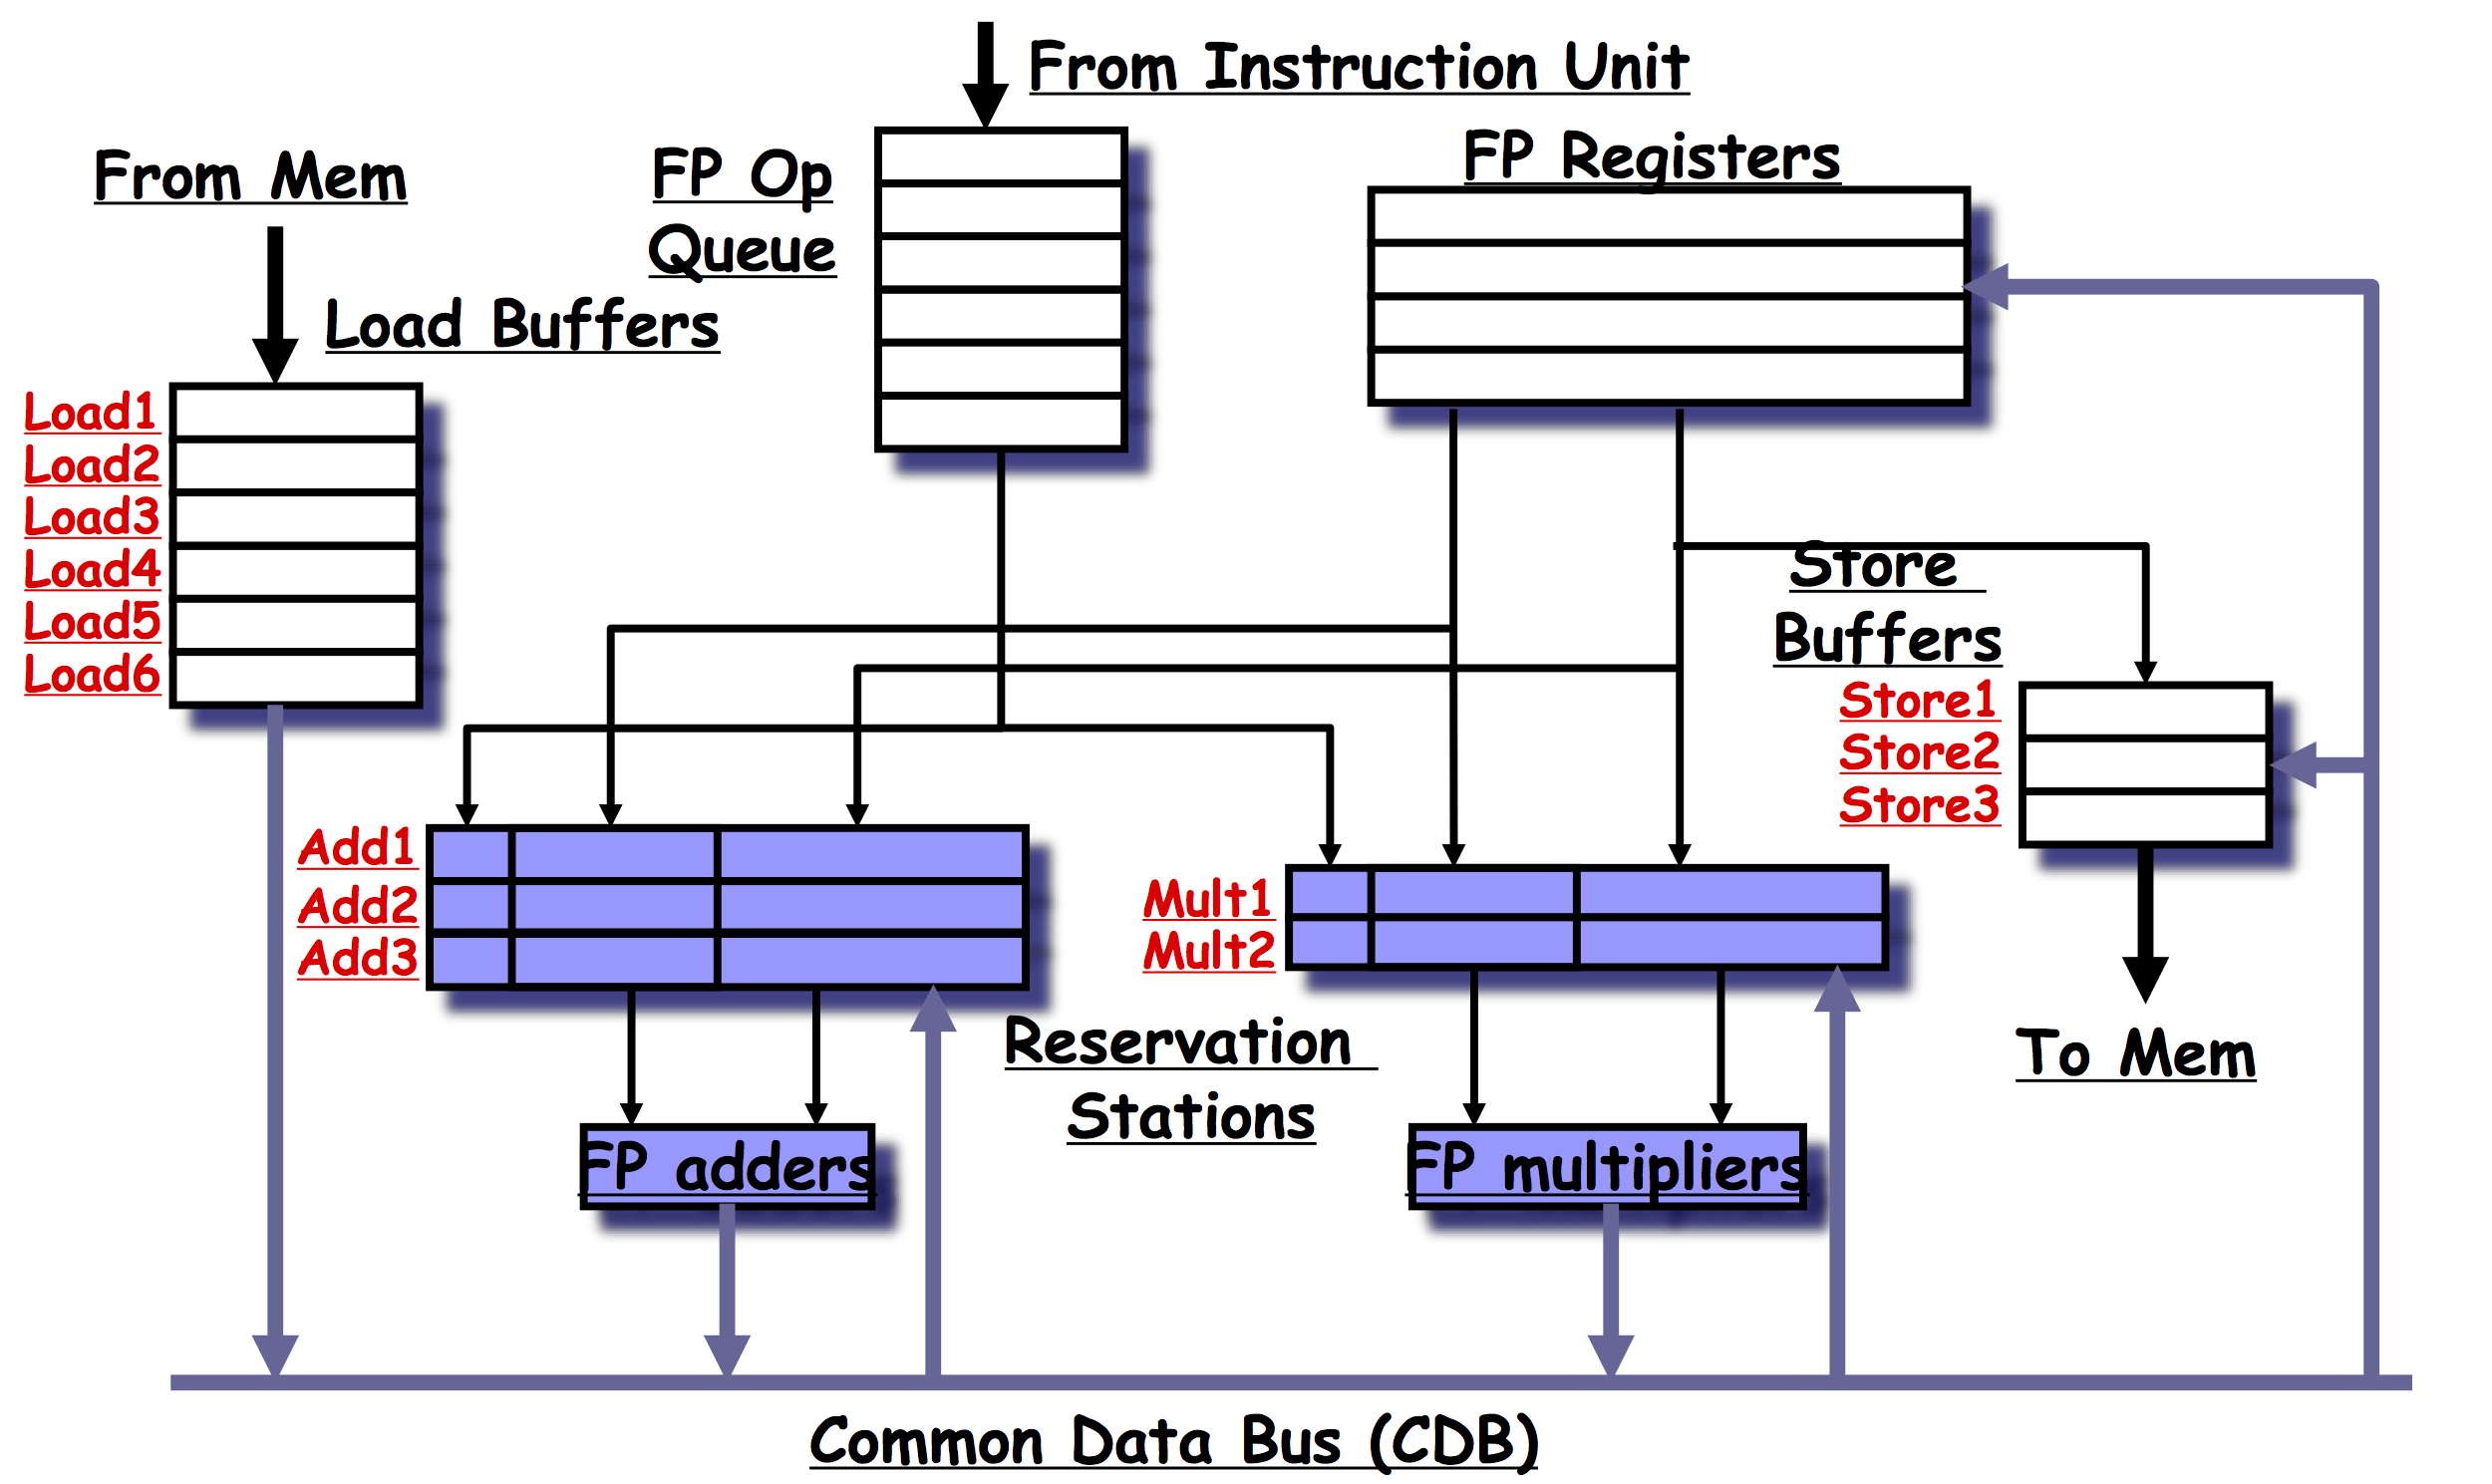 From Instruction Unit
From Mem
FP Op
Queue
FP Registers
Load Buffers
Load1
Load2
Load3
Load4
Load5
Load6
Store
Buffers
Store1
Store2
Store3
Add1
Add2
Add3
Mult1
Mult2
Reservation
Stations
To Mem
FP adders
FP multipliers
Common Data Bus (CDB)